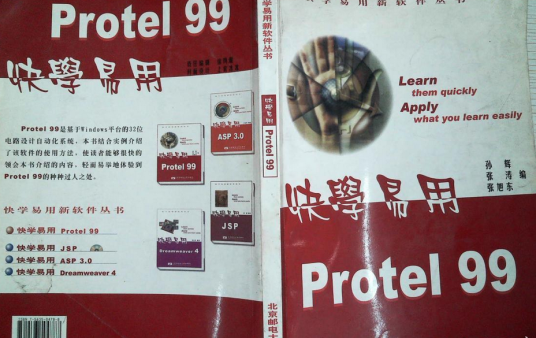 Protel 99
快學易用
Protel 99是基于Windows平台的32位
电路设计自动化系统，本书结合实例介绍
了该软件的使用方法，使读者能够很快的
领会本书介绍的内容，轻而易举地体验到
Protel 99的种种过人之处。
Protel 99
ASP 3.0
Dreamweaver 4
JSP
快学易用新软件丛书
快学易用 Protel 99
快学易用 JSP
快学易用 ASP 3.0
快学易用 Dreamweaver 4
学易用新软件丛书
快學易用
Protel 99
北京邮电大
学易用新软件丛书
Learn
them quickly
Apply
what you learn easily
孙 辉
张 涛 编
张旭东
快學易用
Protel 99